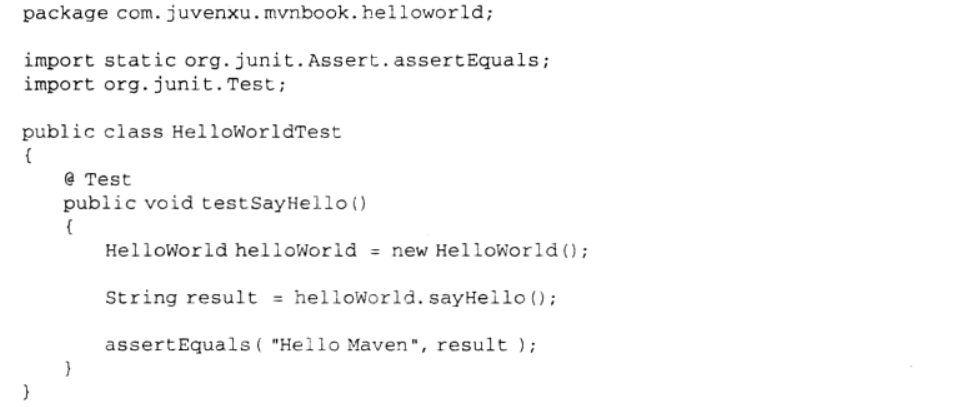 package com.juvenxu.mvnbook.helloworld;
import static org.junit.Assert.assertEquals;
import org.junit.Test;
public class HelloWorldTest
{
@ Test
public void testSayHello()
{
HelloWorld helloWorld = new HelloWorld();
String result = helloWorld.sayHello();
assertEquals( "Hello Maven", result );
}
}